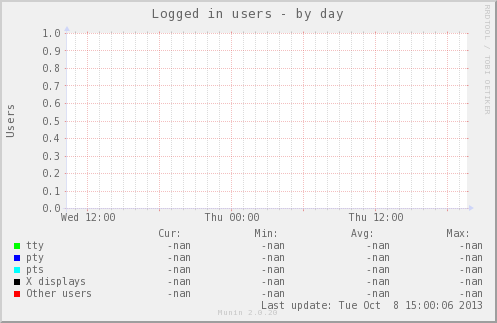 Logged in users - by day
RRDTOOL / TOBI OETIKER
Users
1.0
0.9
0.8
0.7
0.6
0.5
0.4
0.3
0.2
0.1
0.0
Wed 12:00 Thu 00:00 Thu 12:00
Cur: Min: Avg: Max:
tty -nan -nan -nan -nan
pty -nan -nan -nan -nan
pts -nan -nan -nan -nan
X displays -nan -nan -nan -nan
Other users -nan -nan -nan -nan
Last update: Tue Oct 8 15:00:06 2013
Munin 2.0.20